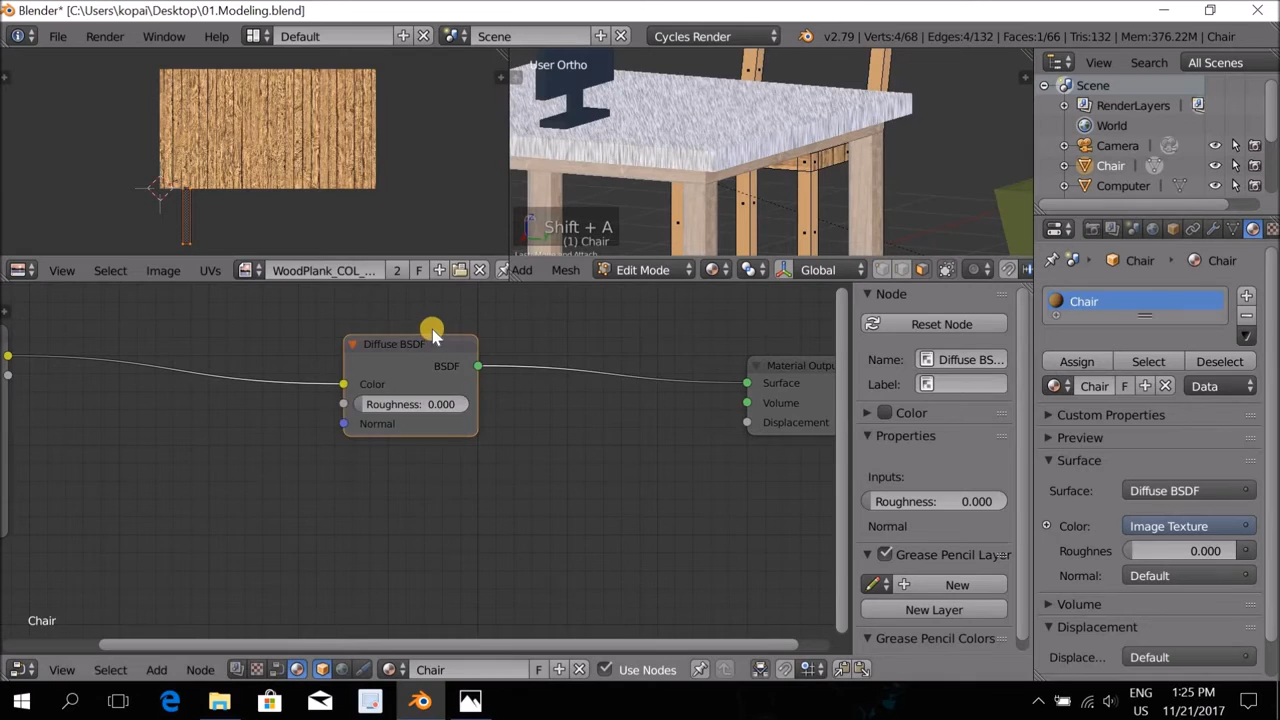 Blender* [C:\Users\kopai\Desktop\01.Modeling.blend]
File Render Window Help Default Scene Cycles Render v2.79 | Verts:4/68 | Edges:4/132 | Faces:1/66 | Tris:132 | Mem:376.22M | Chair
User Ortho
View Search All Scenes
Scene
RenderLayers
World
Camera
Chair
Computer
Shift + A
(1) Chair
View Select Image UVs WoodPlank_COL_... 2 F
Add Mesh Edit Mode Global
Chair Chair
Chair
Assign Select Deselect
Chair F Data
Custom Properties
Preview
Surface
Surface: Diffuse BSDF
Color: Image Texture
Roughnes 0.000
Normal: Default
Volume
Displacement
Displace... Default
Diffuse BSDF
BSDF
Color
Roughness: 0.000
Normal
Material Outpu
Surface
Volume
Displacement
Node
Reset Node
Name: Diffuse BS...
Label:
Color
Properties
Inputs:
Roughness: 0.000
Normal
Grease Pencil Layer
New
New Layer
Grease Pencil Colors
Chair
View Select Add Node Chair F Use Nodes
ENG
US
1:25 PM
11/21/2017